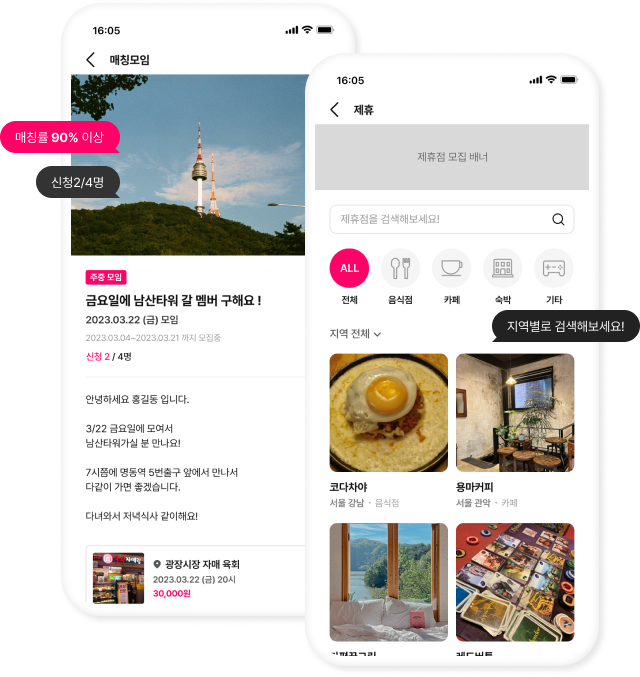 16:05
매칭모임
매칭률 90% 이상
신청2/4명
주중 모임
금요일에 남산타워 갈 멤버 구해요 !
2023.03.22 (금) 모임
2023.03.04~2023.03.21 까지 모집중
신청 2 / 4명
안녕하세요 홍길동 입니다.
3/22 금요일에 모여서
남산타워가실 분 만나요!
7시쯤에 명동역 5번출구 앞에서 만나서
다같이 가면 좋겠습니다.
다녀와서 저녁식사 같이해요!
광장시장 자매 육회
2023.03.22 (금) 20시
30,000원
16:05
제휴
제휴점 모집 배너
제휴점을 검색해보세요!
ALL
전체
음식점
카페
숙박
기타
지역 전체
지역별로 검색해보세요!
코다차야
서울 강남 · 음식점
용마커피
서울 관악 · 카페